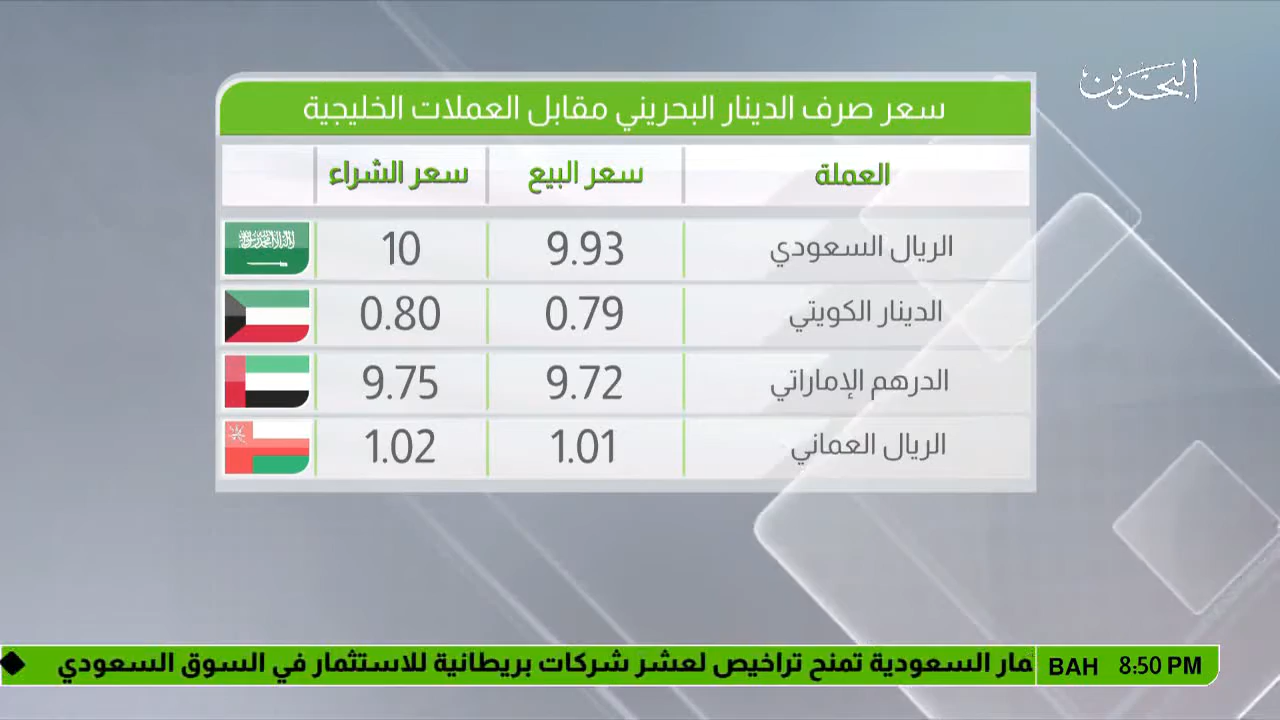 البحرين
سعر صرف الدينار البحريني مقابل العملات الخليجية
العملة سعر البيع سعر الشراء
الريال السعودي 9.93 10
الدينار الكويتي 0.79 0.80
الدرهم الإماراتي 9.72 9.75
الريال العماني 1.01 1.02
BAH 8:50 PM
السعودية تمنح تراخيص لعشر شركات بريطانية للاستثمار في السوق السعودي